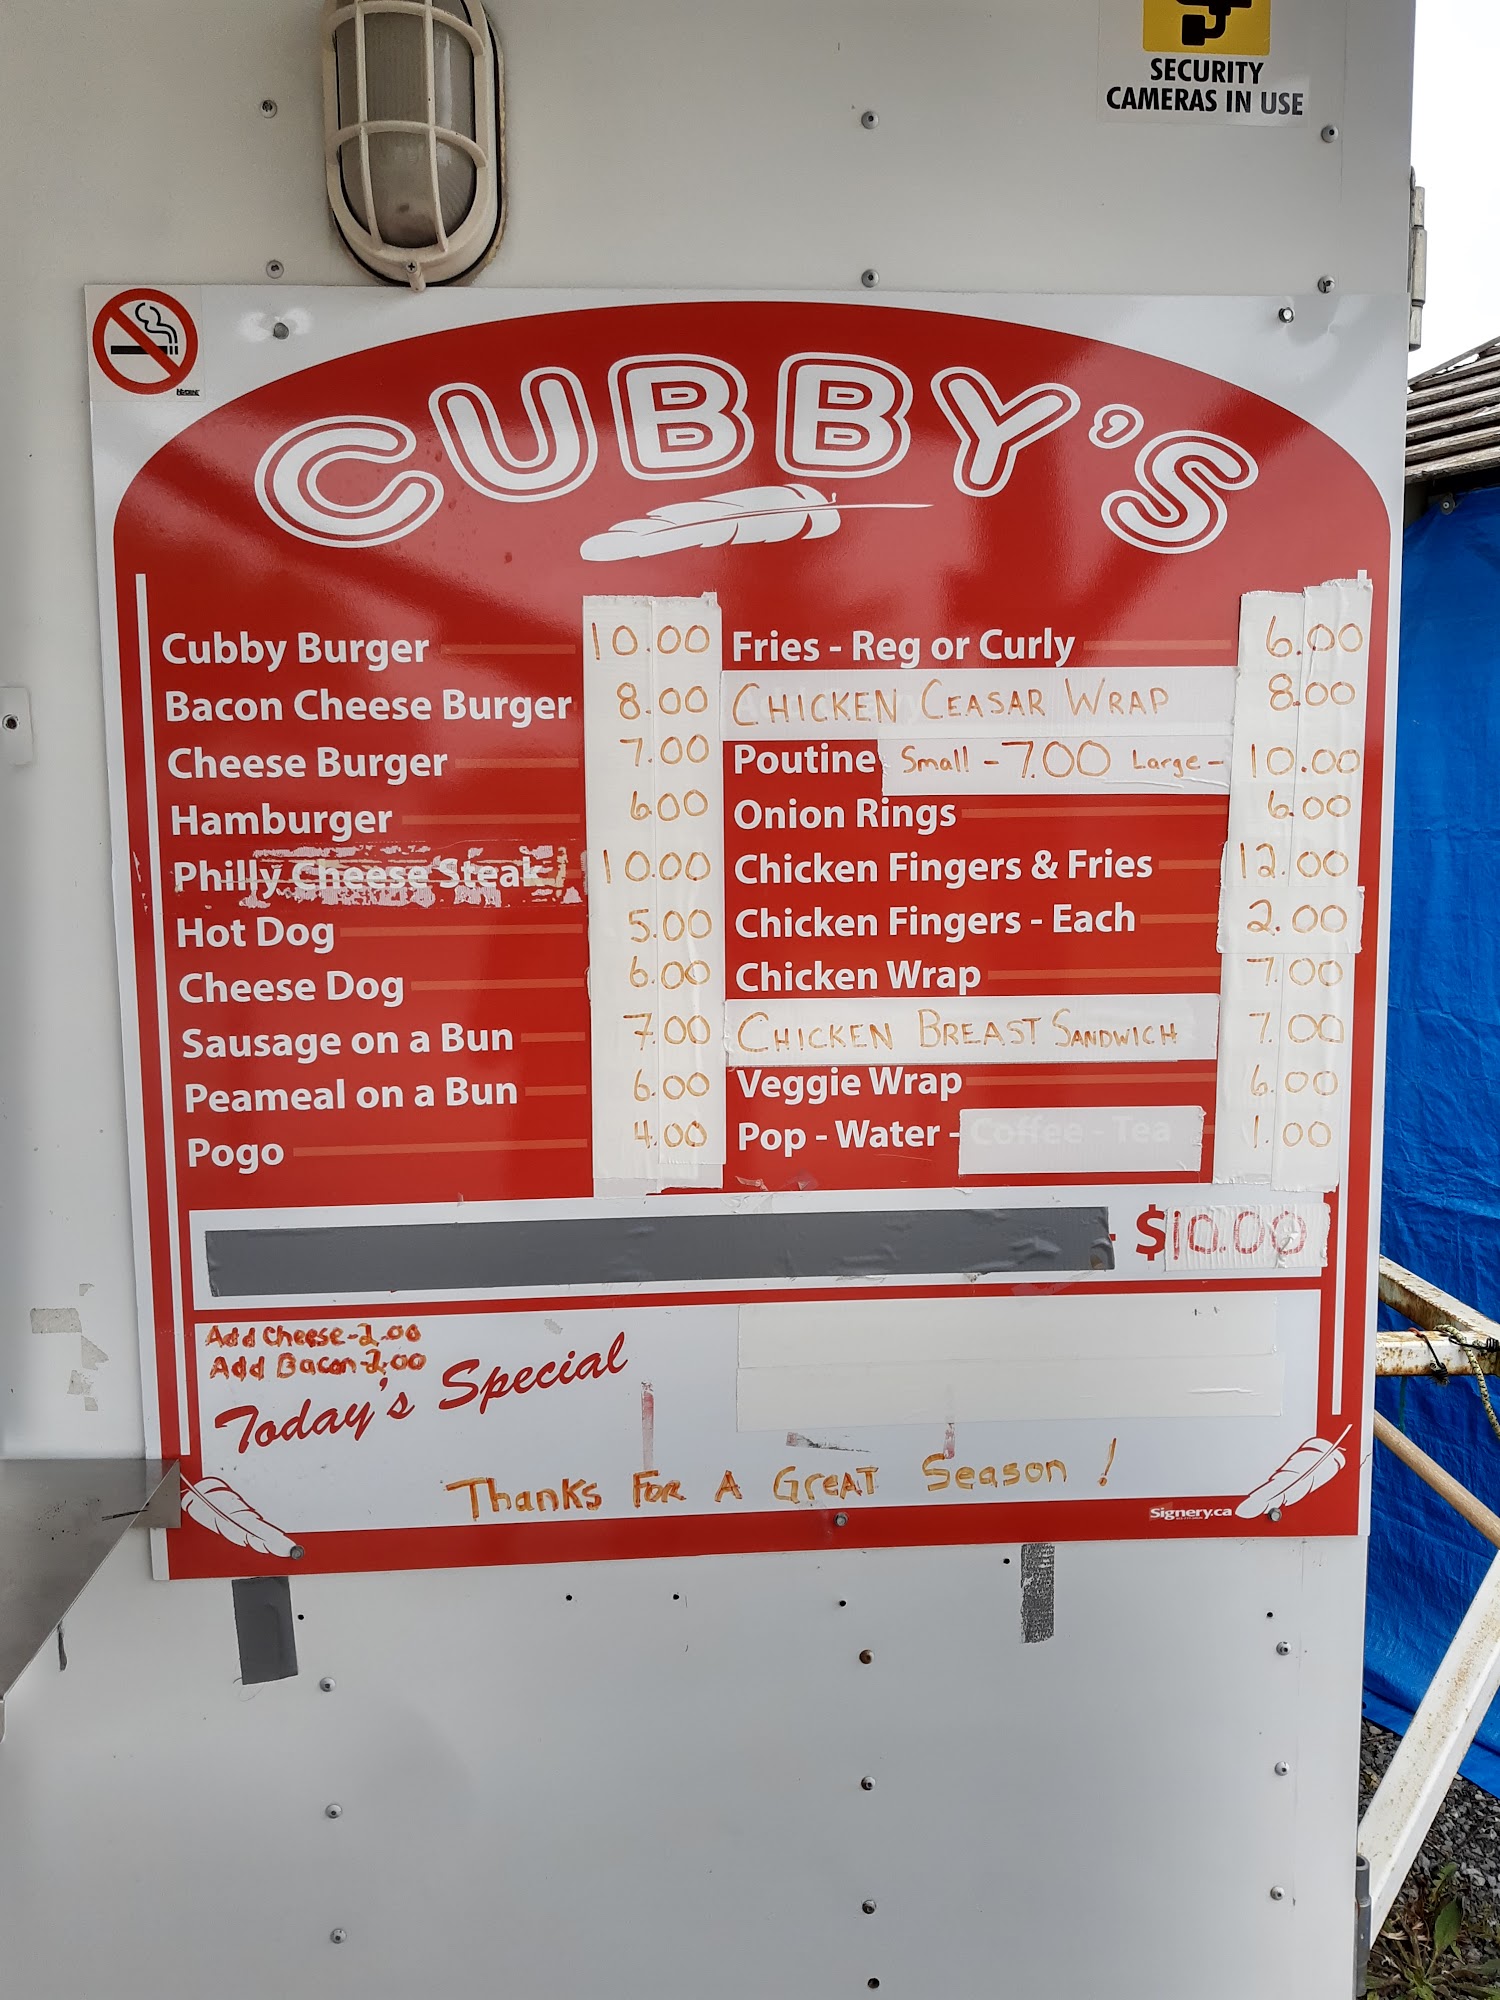 SECURITY
CAMERAS IN USE
CUBBY'S
Cubby Burger 10.00
Bacon Cheese Burger 8.00
Cheese Burger 7.00
Hamburger 6.00
Philly Cheese Steak 10.00
Hot Dog 5.00
Cheese Dog 6.00
Sausage on a Bun 7.00
Peameal on a Bun 6.00
Pogo 4.00
Fries - Reg or Curly 6.00
CHICKEN CEASAR WRAP 8.00
Poutine Small - 7.00 Large - 10.00
Onion Rings 6.00
Chicken Fingers & Fries 12.00
Chicken Fingers - Each 2.00
Chicken Wrap 7.00
CHICKEN BREAST SANDWICH 7.00
Veggie Wrap 6.00
Pop - Water - Coffee - Tea 1.00
- $10.00
Add Cheese-2.00
Add Bacon-2.00
Today's Special
Thanks FOR A GREAT Season !
Signery.ca